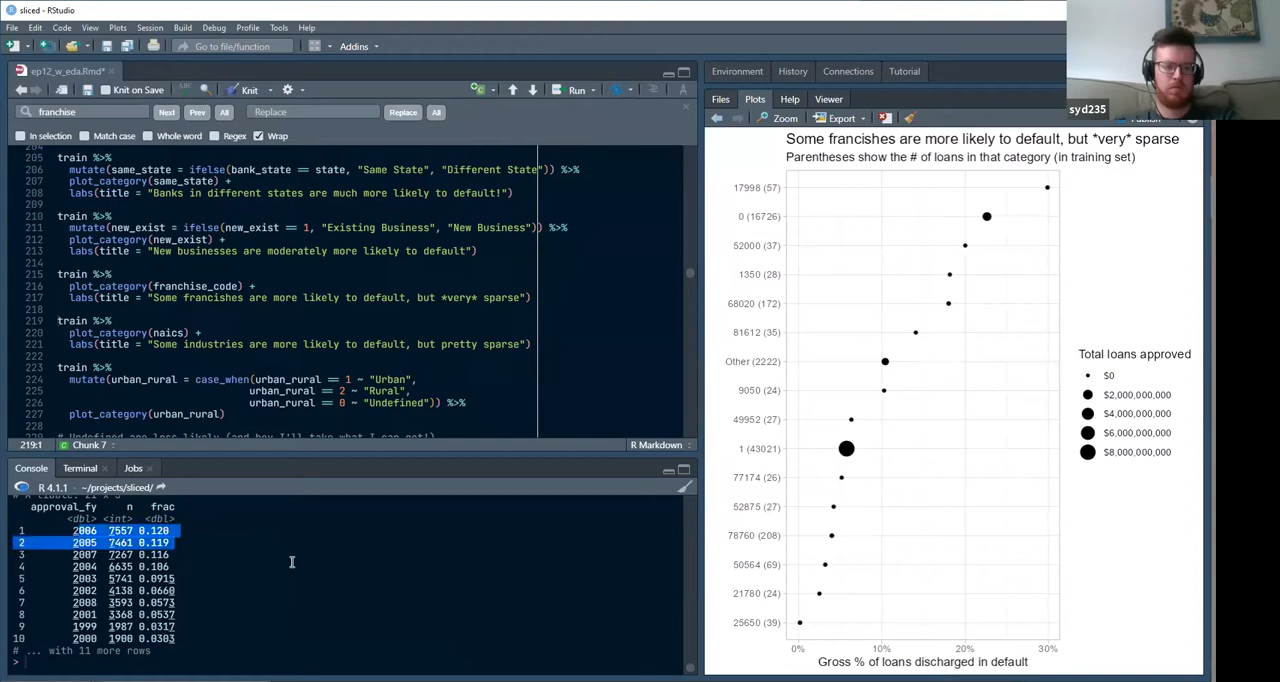 sliced - RStudio
File Edit Code View Plots Session Build Debug Profile Tools Help
Go to file/function Addins
ep12_w_eda.Rmd*
Knit on Save Knit Run
franchise Next Prev All Replace Replace All
In selection Match case Whole word Regex Wrap
204
205 train %>%
206 mutate(same_state = ifelse(bank_state == state, "Same State", "Different State")) %>%
207 plot_category(same_state) +
208 labs(title = "Banks in different states are much more likely to default!")
209
210 train %>%
211 mutate(new_exist = ifelse(new_exist == 1, "Existing Business", "New Business")) %>%
212 plot_category(new_exist) +
213 labs(title = "New businesses are moderately more likely to default")
214
215 train %>%
216 plot_category(franchise_code) +
217 labs(title = "Some francishes are more likely to default, but *very* sparse")
218
219 train %>%
220 plot_category(naics) +
221 labs(title = "Some industries are more likely to default, but pretty sparse")
222
223 train %>%
224 mutate(urban_rural = case_when(urban_rural == 1 ~ "Urban",
225 urban_rural == 2 ~ "Rural",
226 urban_rural == 0 ~ "Undefined")) %>%
227 plot_category(urban_rural)
228
219:1 Chunk 7 R Markdown
Console Terminal Jobs
R 4.1.1 · ~/projects/sliced/
approval_fy n frac
<dbl> <int> <dbl>
1 2006 7557 0.120
2 2005 7461 0.119
3 2007 7267 0.116
4 2004 6635 0.106
5 2003 5741 0.0915
6 2002 4138 0.0660
7 2008 3593 0.0573
8 2001 3368 0.0537
9 1999 1987 0.0317
10 2000 1900 0.0303
# ... with 11 more rows
>
Environment History Connections Tutorial
Files Plots Help Viewer
Zoom Export
syd235
Some francishes are more likely to default, but *very* sparse
Parentheses show the # of loans in that category (in training set)
17998 (57)
0 (16726)
52000 (37)
1350 (28)
68020 (172)
81612 (35)
Other (2222)
9050 (24)
49952 (27)
1 (43021)
77174 (26)
52875 (27)
78760 (208)
50564 (69)
21780 (24)
25650 (39)
0% 10% 20% 30%
Gross % of loans discharged in default
Total loans approved
$0
$2,000,000,000
$4,000,000,000
$6,000,000,000
$8,000,000,000